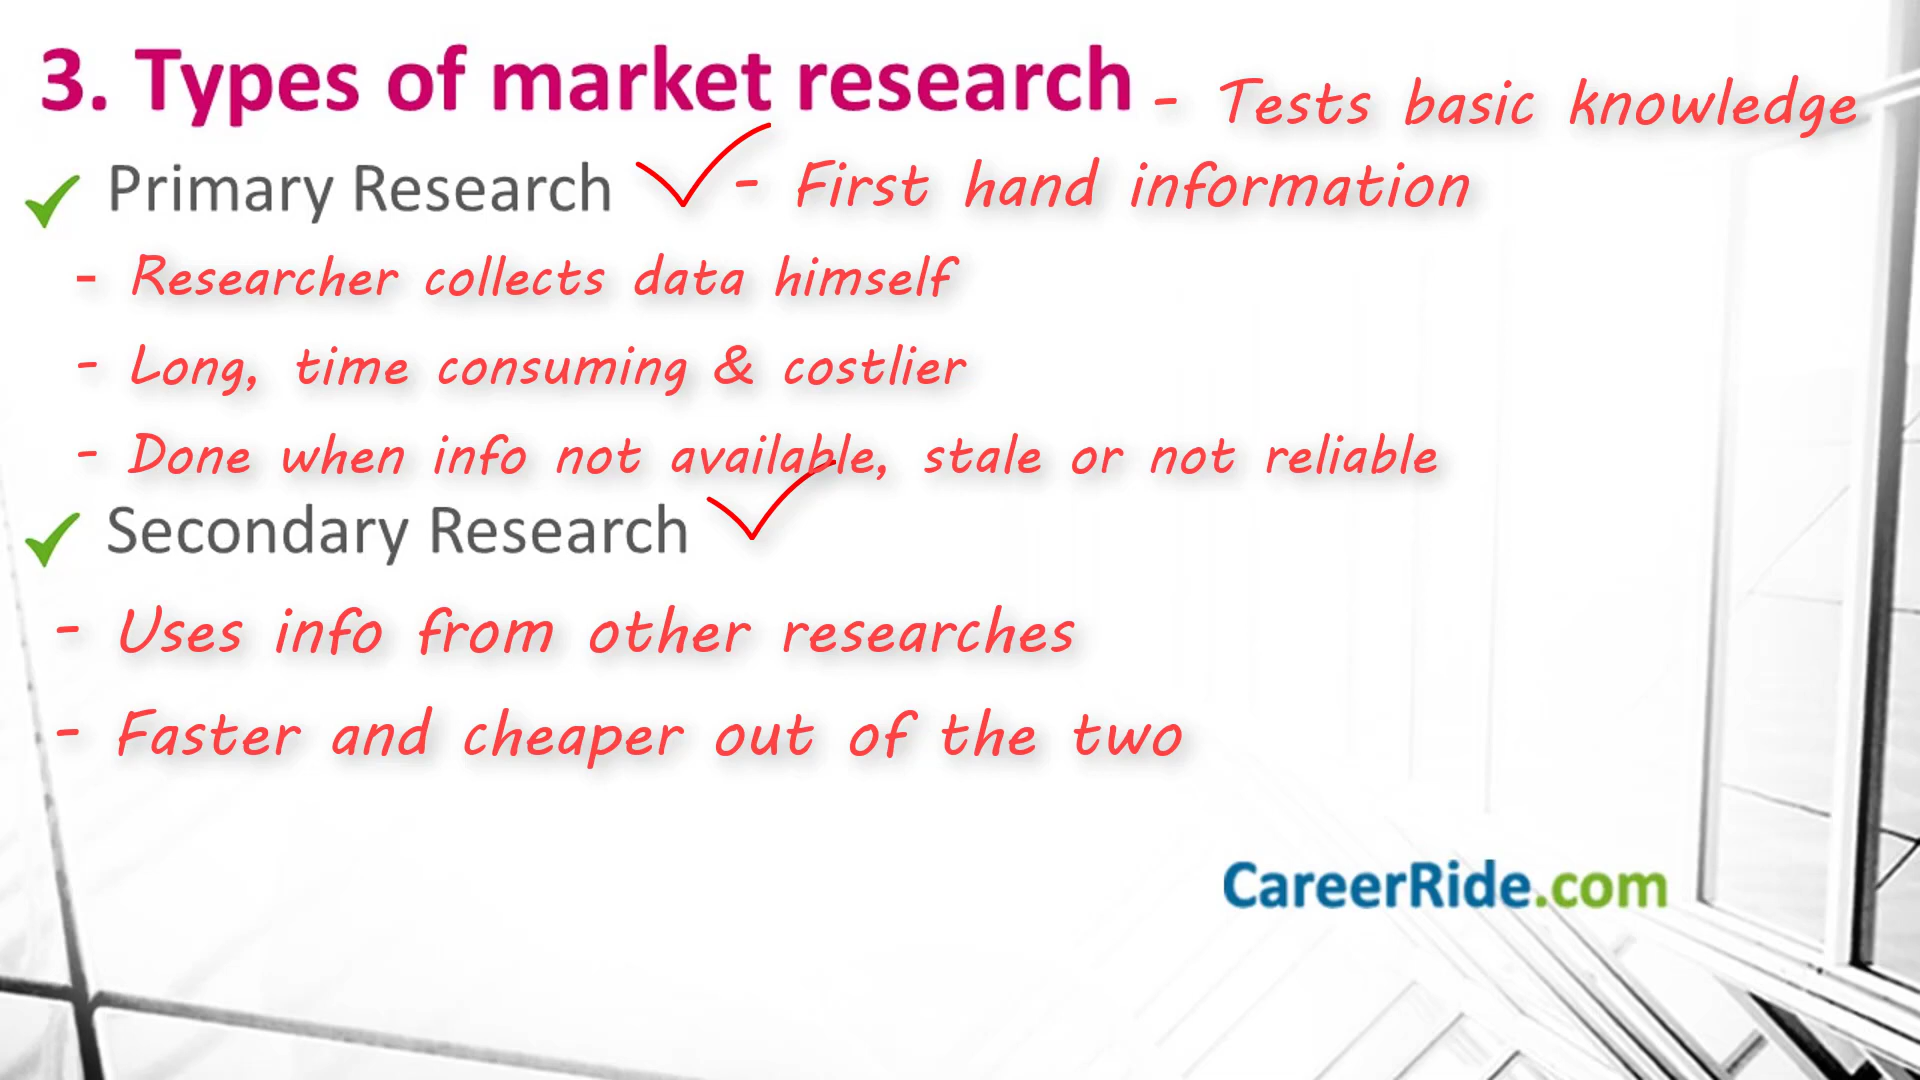 3. Types of market research - Tests basic knowledge
Primary Research - First hand information
- Researcher collects data himself
- Long, time consuming & costlier
- Done when info not available, stale or not reliable
Secondary Research
- Uses info from other researches
- Faster and cheaper out of the two
CareerRide.com